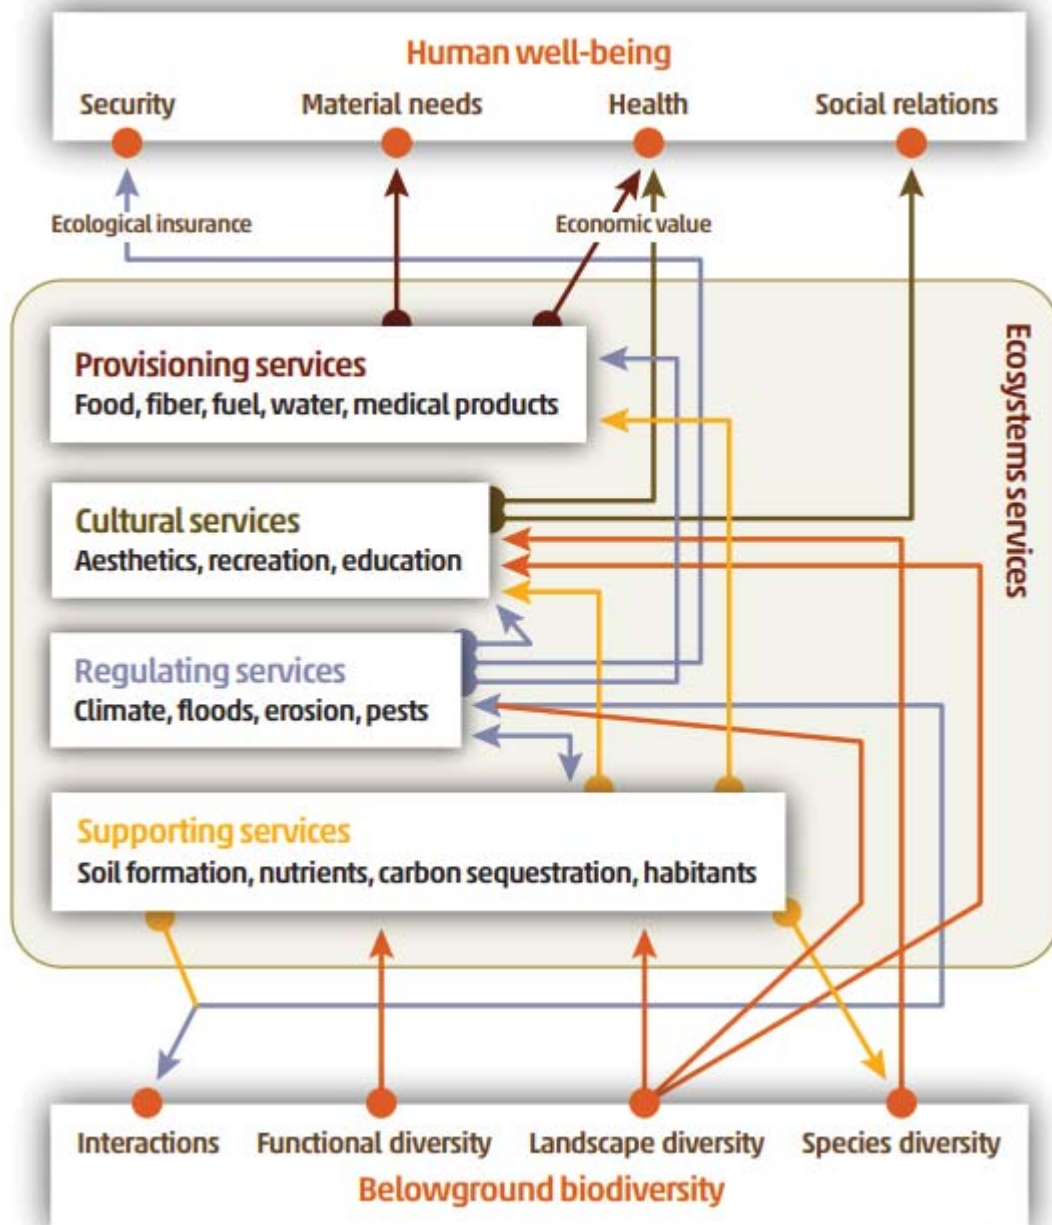 Human well-being
Security
Material needs
Health
Social relations
Ecological insurance
Economic value
Ecosystems services
Provisioning services
Food, fiber, fuel, water, medical products
Cultural services
Aesthetics, recreation, education
Regulating services
Climate, floods, erosion, pests
Supporting services
Soil formation, nutrients, carbon sequestration, habitants
Interactions
Functional diversity
Landscape diversity
Species diversity
Belowground biodiversity